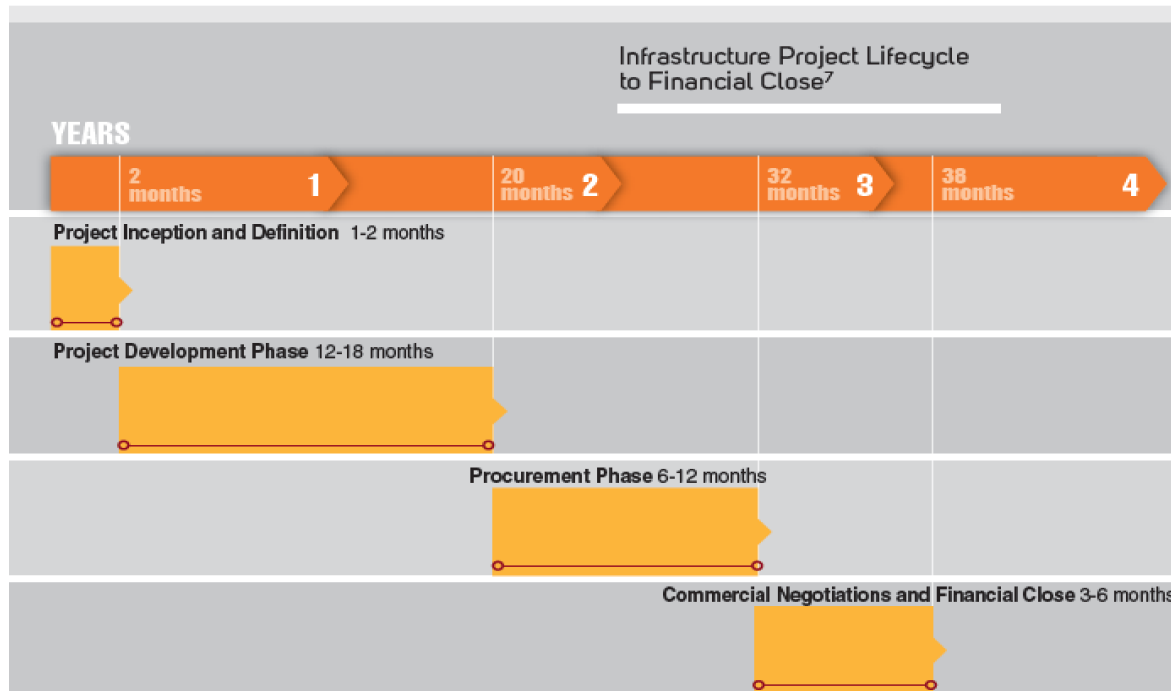 Infrastructure Project Lifecycle
to Financial Close⁷
YEARS
2
months
1
20
months
2
32
months
3
38
months
4
Project Inception and Definition 1-2 months
Project Development Phase 12-18 months
Procurement Phase 6-12 months
Commercial Negotiations and Financial Close 3-6 months